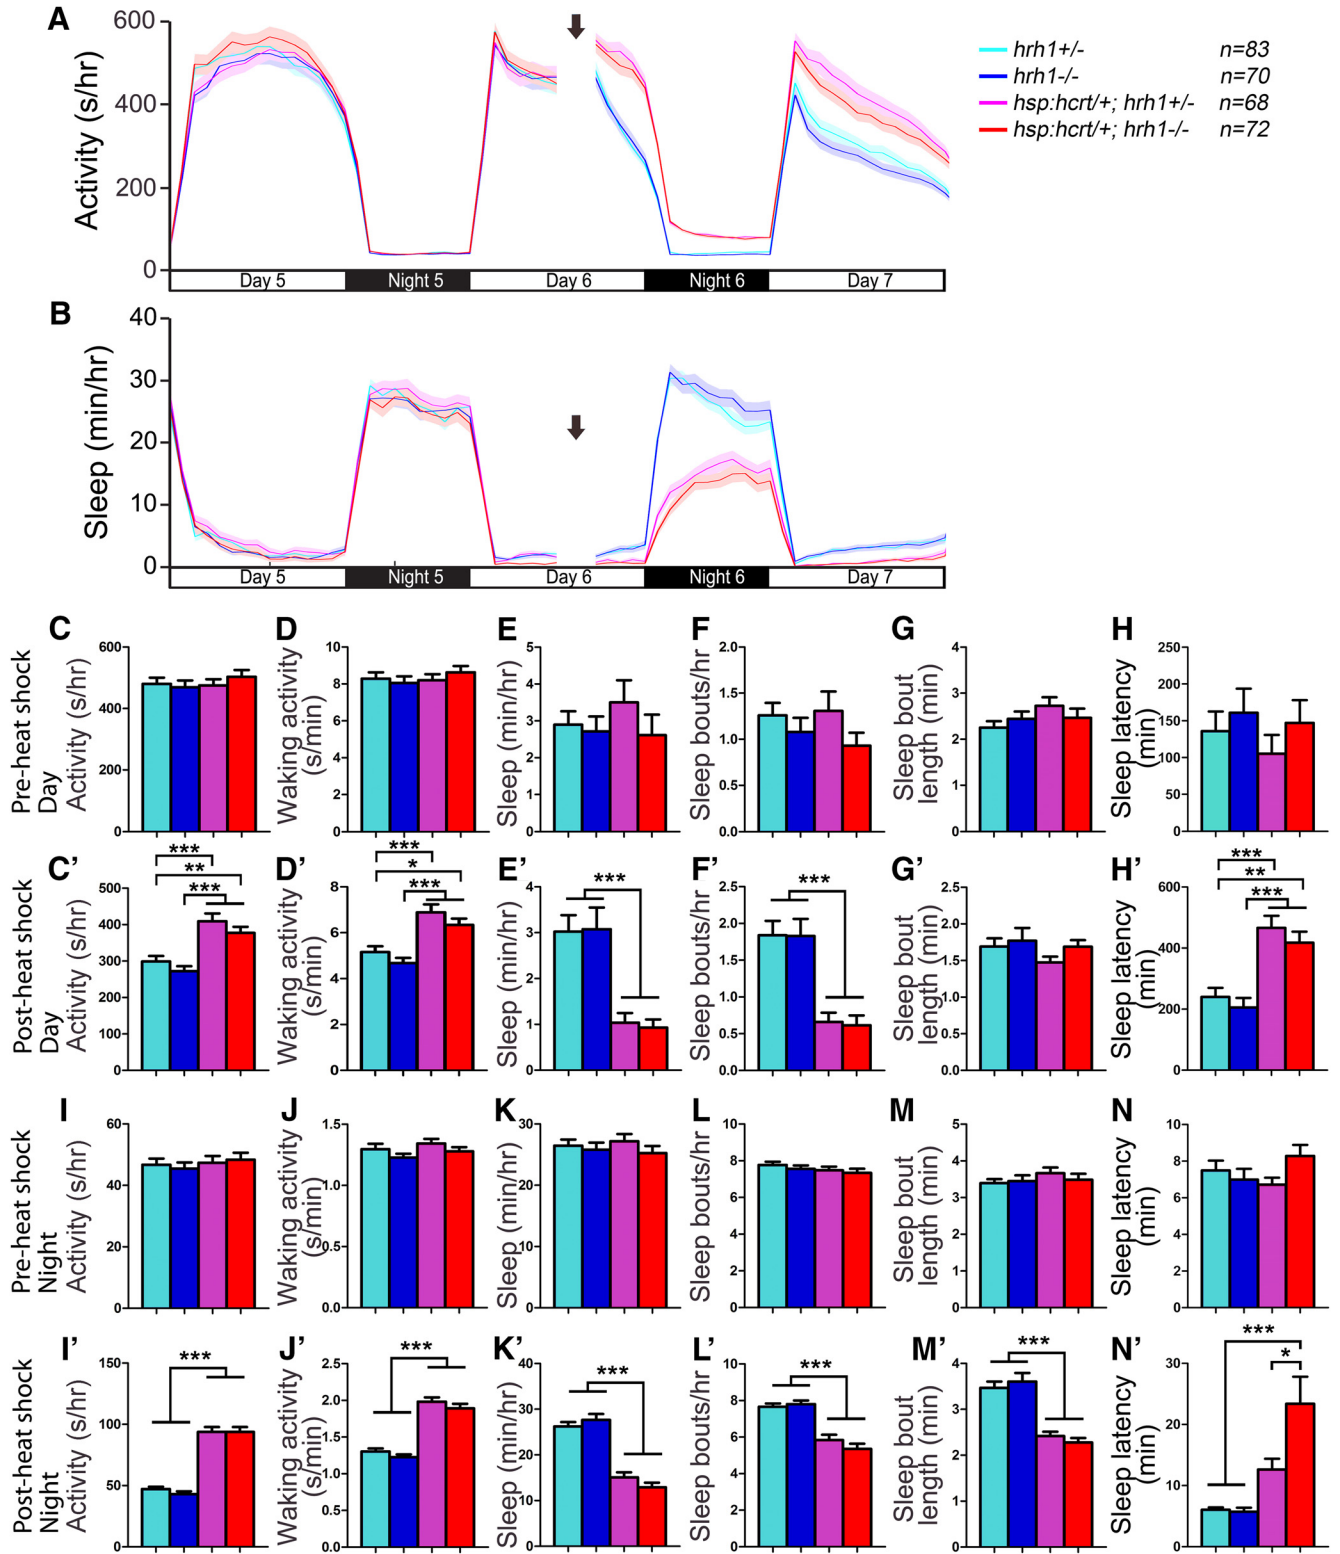 A
Activity (s/hr)
600
400
200
0
Day 5
Night 5
Day 6
Night 6
Day 7
hrh1+/- n=83
hrh1-/- n=70
hsp:hcrt/+; hrh1+/- n=68
hsp:hcrt/+; hrh1-/- n=72
B
Sleep (min/hr)
40
30
20
10
0
Day 5
Night 5
Day 6
Night 6
Day 7
Pre-heat shock
Day
C
Activity (s/hr)
600
400
200
0
D
Waking activity
(s/min)
10
8
6
4
2
0
E
Sleep (min/hr)
5
4
3
2
1
0
F
Sleep bouts/hr
2.0
1.5
1.0
0.5
0.0
G
Sleep bout
length (min)
4
3
2
1
0
H
Sleep latency
(min)
250
200
150
100
50
0
Post-heat shock
Day
C'
Activity (s/hr)
500
400
300
200
100
0
***
**
***
D'
Waking activity
(s/min)
8
6
4
2
0
***
*
***
E'
Sleep (min/hr)
4
3
2
1
0
***
F'
Sleep bouts/hr
2.5
2.0
1.5
1.0
0.5
0.0
***
G'
Sleep bout
length (min)
2.5
2.0
1.5
1.0
0.5
0.0
H'
Sleep latency
(min)
600
400
200
0
***
**
***
Pre-heat shock
Night
I
Activity (s/hr)
60
40
20
0
J
Waking activity
(s/min)
1.5
1.0
0.5
0.0
K
Sleep (min/hr)
30
20
10
0
L
Sleep bouts/hr
10
8
6
4
2
0
M
Sleep bout
length (min)
5
4
3
2
1
0
N
Sleep latency
(min)
10
8
6
4
2
0
Post-heat shock
Night
I'
Activity (s/hr)
150
100
50
0
***
J'
Waking activity
(s/min)
2.5
2.0
1.5
1.0
0.5
0.0
***
K'
Sleep (min/hr)
40
30
20
10
0
***
L'
Sleep bouts/hr
10
8
6
4
2
0
***
M'
Sleep bout
length (min)
4
3
2
1
0
***
N'
Sleep latency
(min)
30
20
10
0
***
*